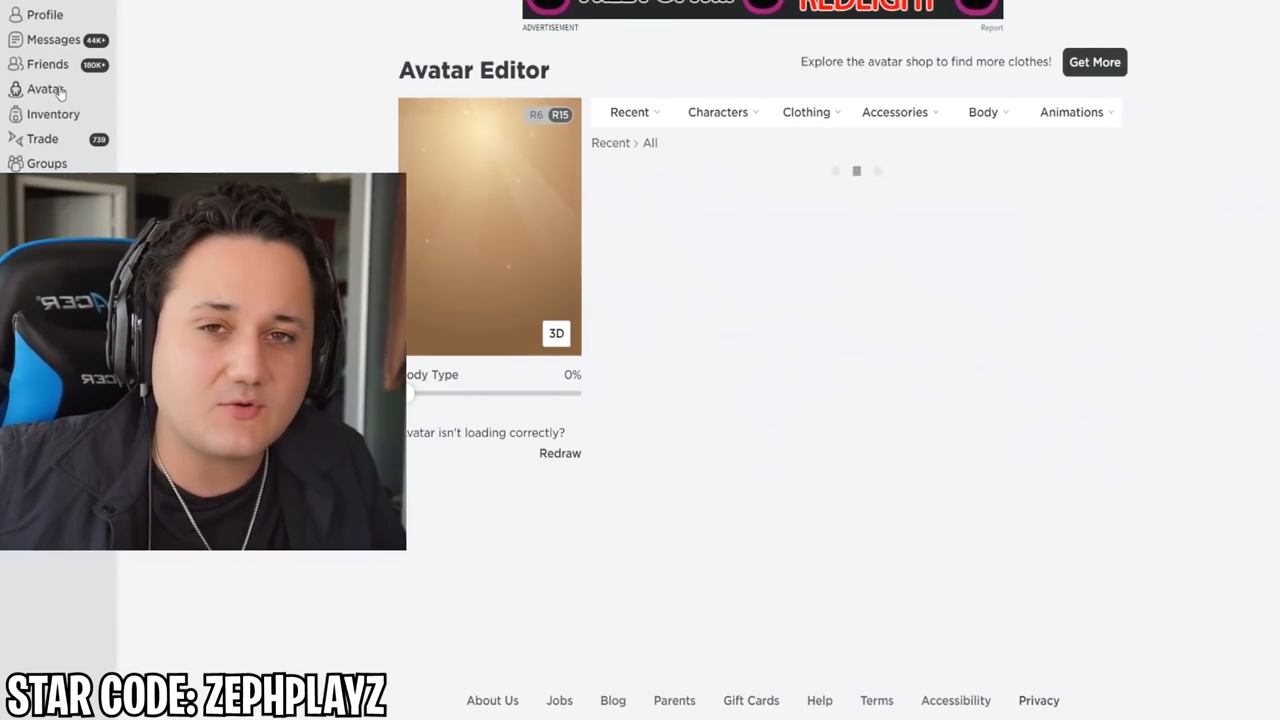 REDLIGHT
ADVERTISEMENT
Report
Profile
Messages 44K+
Friends 180K+
Avatar
Inventory
Trade 739
Groups
Avatar Editor
Explore the avatar shop to find more clothes!
Get More
R6 R15
Recent
Characters
Clothing
Accessories
Body
Animations
Recent > All
3D
ody Type 0%
vatar isn't loading correctly?
Redraw
ACER
STAR CODE: ZEPHPLAYZ
About Us
Jobs
Blog
Parents
Gift Cards
Help
Terms
Accessibility
Privacy